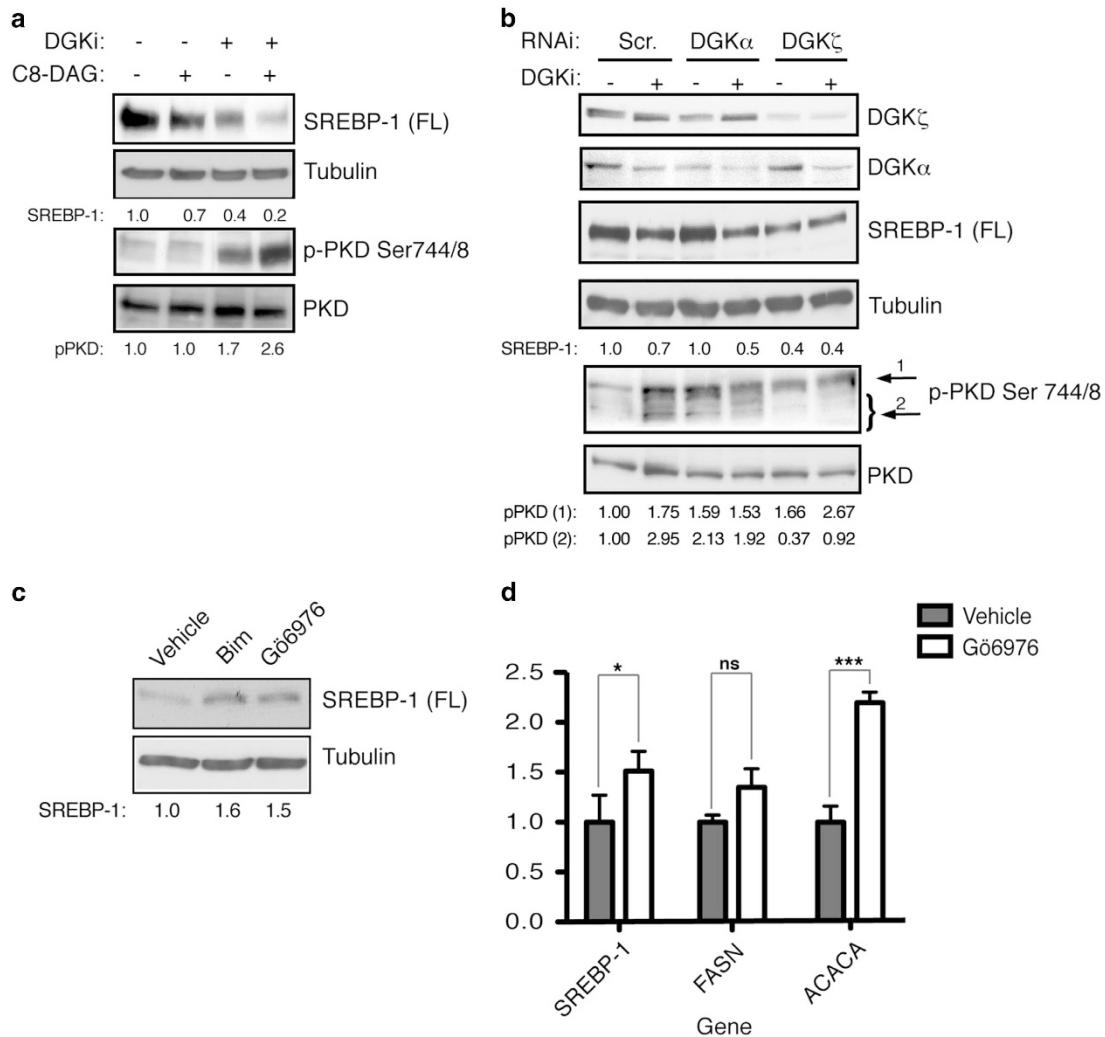 a
DGKi: - - + +
C8-DAG: - + - +
SREBP-1 (FL)
Tubulin
SREBP-1: 1.0 0.7 0.4 0.2
p-PKD Ser744/8
PKD
pPKD: 1.0 1.0 1.7 2.6
b
RNAi: Scr. DGKα DGKζ
DGKi: - + - + - +
DGKζ
DGKα
SREBP-1 (FL)
Tubulin
SREBP-1: 1.0 0.7 1.0 0.5 0.4 0.4
1
p-PKD Ser 744/8
} 2
PKD
pPKD (1): 1.00 1.75 1.59 1.53 1.66 2.67
pPKD (2): 1.00 2.95 2.13 1.92 0.37 0.92
c
Vehicle Bim Gö6976
SREBP-1 (FL)
Tubulin
SREBP-1: 1.0 1.6 1.5
d
Vehicle
Gö6976
* ns ***
2.5
2.0
1.5
1.0
0.5
0.0
SREBP-1 FASN ACACA
Gene